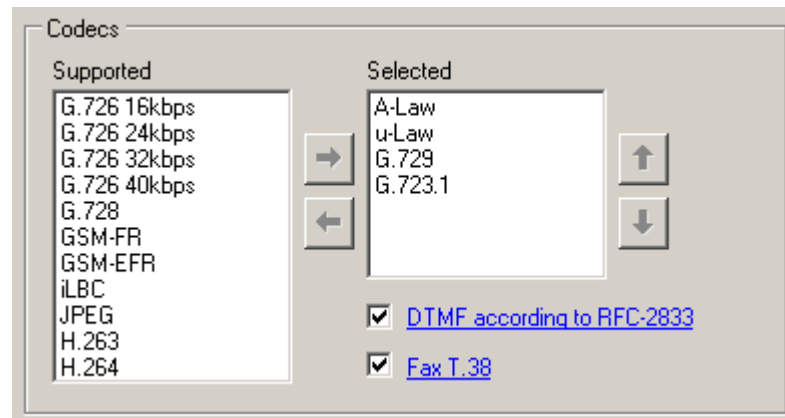 Codecs
Supported
G.726 16kbps
G.726 24kbps
G.726 32kbps
G.726 40kbps
G.728
GSM-FR
GSM-EFR
iLBC
JPEG
H.263
H.264
Selected
A-Law
u-Law
G.729
G.723.1
DTMF according to RFC-2833
Fax T.38